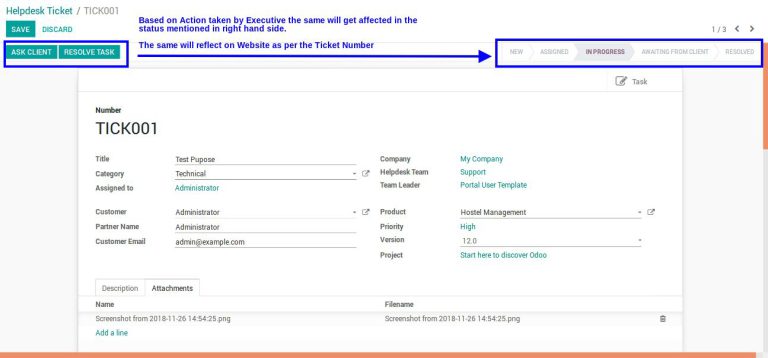 Helpdesk Ticket / TICK001
SAVE DISCARD
Based on Action taken by Executive the same will get affected in the
status mentioned in right hand side.
1 / 3
ASK CLIENT RESOLVE TASK
The same will reflect on Website as per the Ticket Number
NEW ASSIGNED IN PROGRESS AWAITING FROM CLIENT RESOLVED
Task
Number
TICK001
Title Test Pupose Company My Company
Category Technical Helpdesk Team Support
Assigned to Administrator Team Leader Portal User Template
Customer Administrator Product Hostel Management
Partner Name Administrator Priority High
Customer Email admin@example.com Version 12.0
Project Start here to discover Odoo
Description Attachments
Name Filename
Screenshot from 2018-11-26 14:54:25.png Screenshot from 2018-11-26 14:54:25.png
Add a line